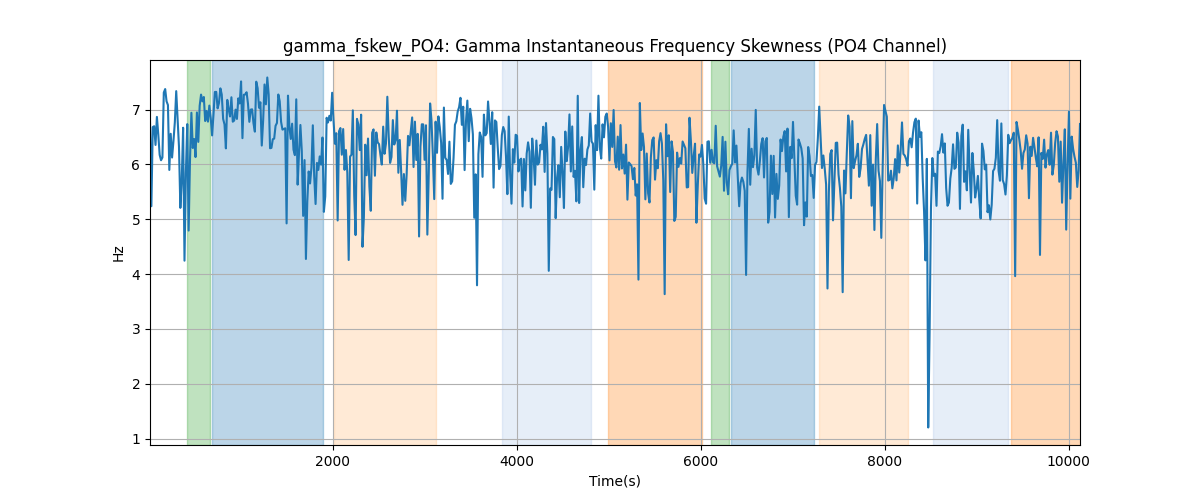 gamma_fskew_PO4: Gamma Instantaneous Frequency Skewness (PO4 Channel)
7
6
5
4
3
2
1
Hz
2000 4000 6000 8000 10000
Time(s)